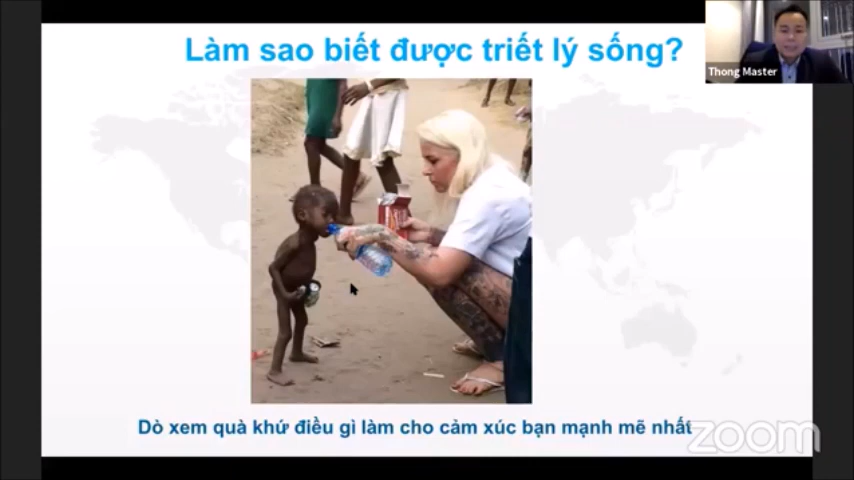 Làm sao biết được triết lý sống?
Thong Master
Dò xem quà khứ điều gì làm cho cảm xúc bạn mạnh mẽ nhất
zoom